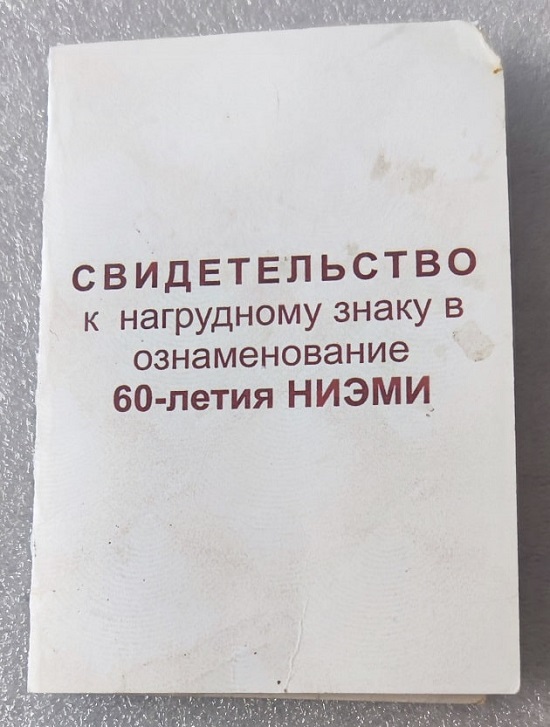 СВИДЕТЕЛЬСТВО
к нагрудному знаку в
ознаменование
60-летия НИЭМИ